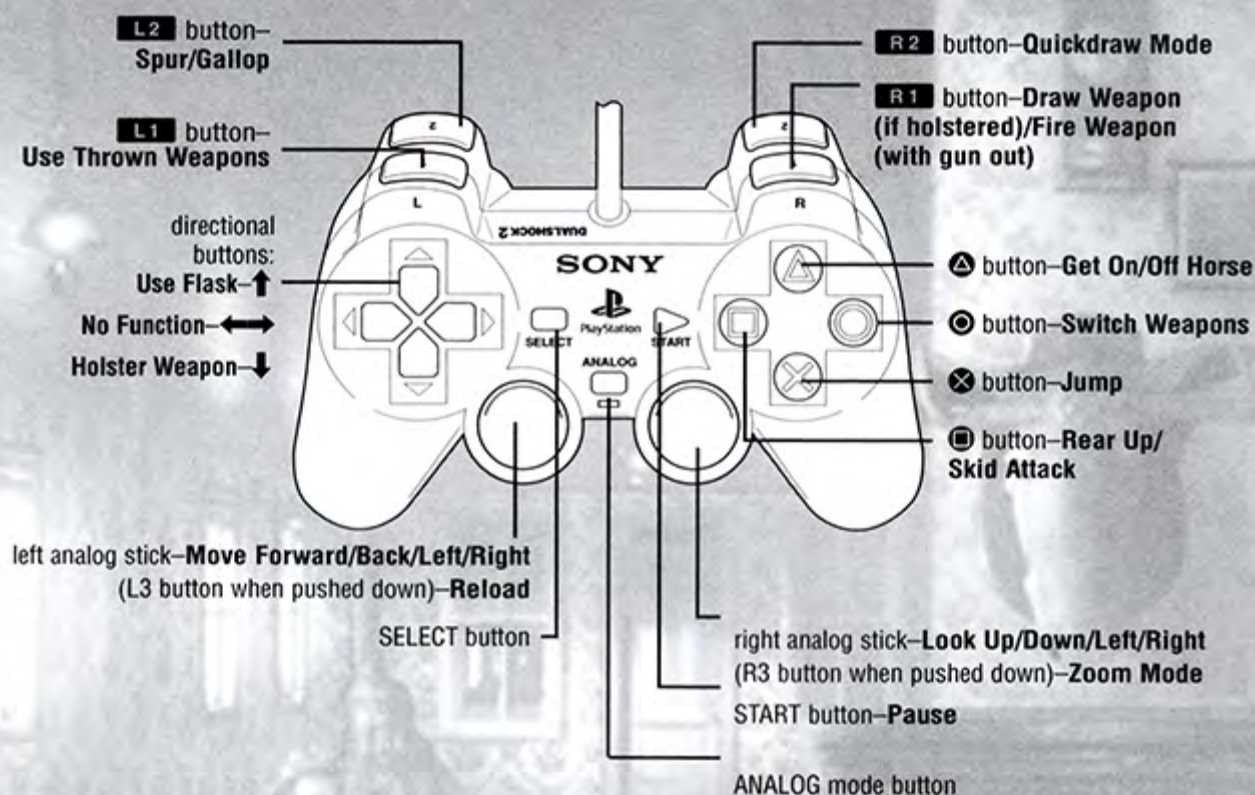 L2 button–
Spur/Gallop
L1 button–
Use Thrown Weapons
directional
buttons:
Use Flask–↑
No Function–↔
Holster Weapon–↓
R2 button–Quickdraw Mode
R1 button–Draw Weapon
(if holstered)/Fire Weapon
(with gun out)
△ button–Get On/Off Horse
○ button–Switch Weapons
✕ button–Jump
□ button–Rear Up/
Skid Attack
2
2
L
R
DUALSHOCK 2
SONY
PlayStation
SELECT
START
ANALOG
left analog stick–Move Forward/Back/Left/Right
(L3 button when pushed down)–Reload
SELECT button
right analog stick–Look Up/Down/Left/Right
(R3 button when pushed down)–Zoom Mode
START button–Pause
ANALOG mode button